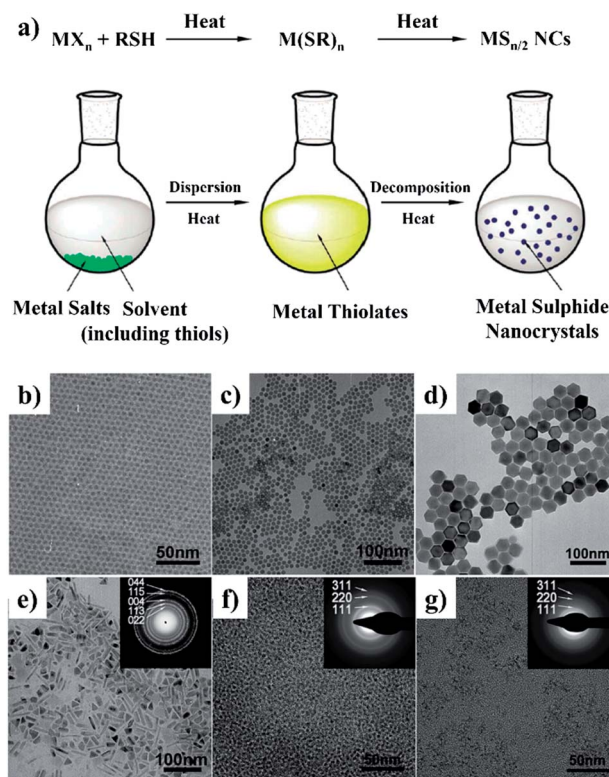 a)
Heat Heat
MXn + RSH M(SR)n MSn/2 NCs
Dispersion Decomposition
Heat Heat
Metal Salts Solvent Metal Thiolates Metal Sulphide
(including thiols) Nanocrystals
b) c) d)
50nm 100nm 100nm
e) f) g)
044
115
004
113
022
311
220
111
311
220
111
100nm 50nm 50nm